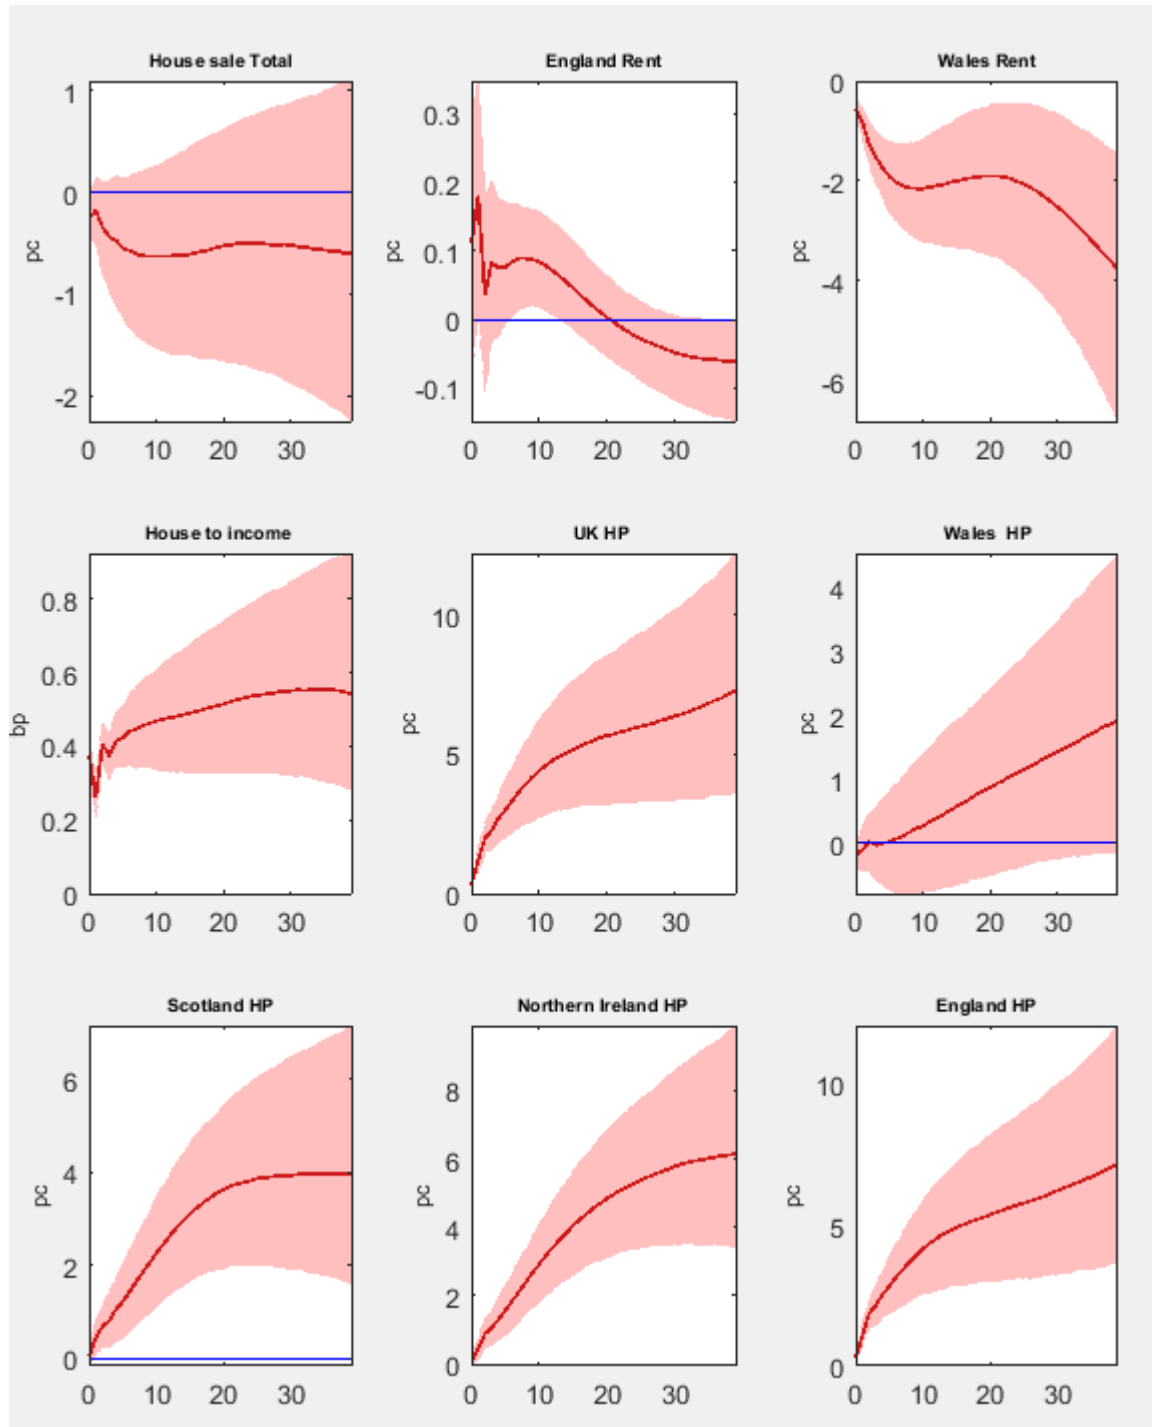 House sale Total
England Rent
Wales Rent
pc
1
0
-1
-2
0 10 20 30
pc
0.3
0.2
0.1
0
-0.1
0 10 20 30
pc
0
-2
-4
-6
0 10 20 30
House to income
UK HP
Wales HP
bp
0.8
0.6
0.4
0.2
0
0 10 20 30
pc
10
5
0
0 10 20 30
pc
4
3
2
1
0
0 10 20 30
Scotland HP
Northern Ireland HP
England HP
pc
6
4
2
0
0 10 20 30
pc
8
6
4
2
0
0 10 20 30
pc
10
5
0
0 10 20 30